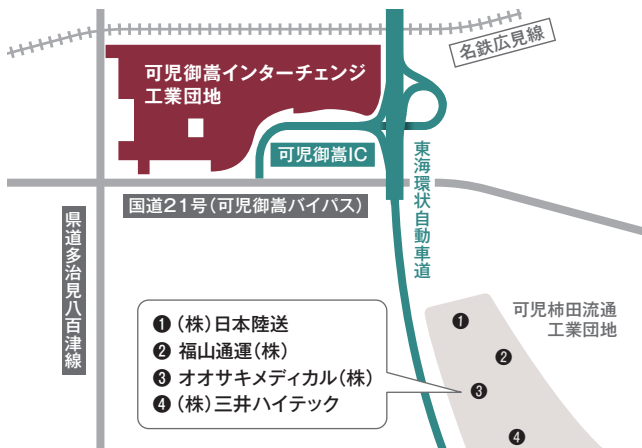 名鉄広見線
可児御嵩インターチェンジ
工業団地
可児御嵩IC
東海環状自動車道
国道21号(可児御嵩バイパス)
県道多治見八百津線
可児柿田流通
工業団地
❶ (株)日本陸送
❷ 福山通運(株)
❸ オオサキメディカル(株)
❹ (株)三井ハイテック
❶
❷
❸
❹